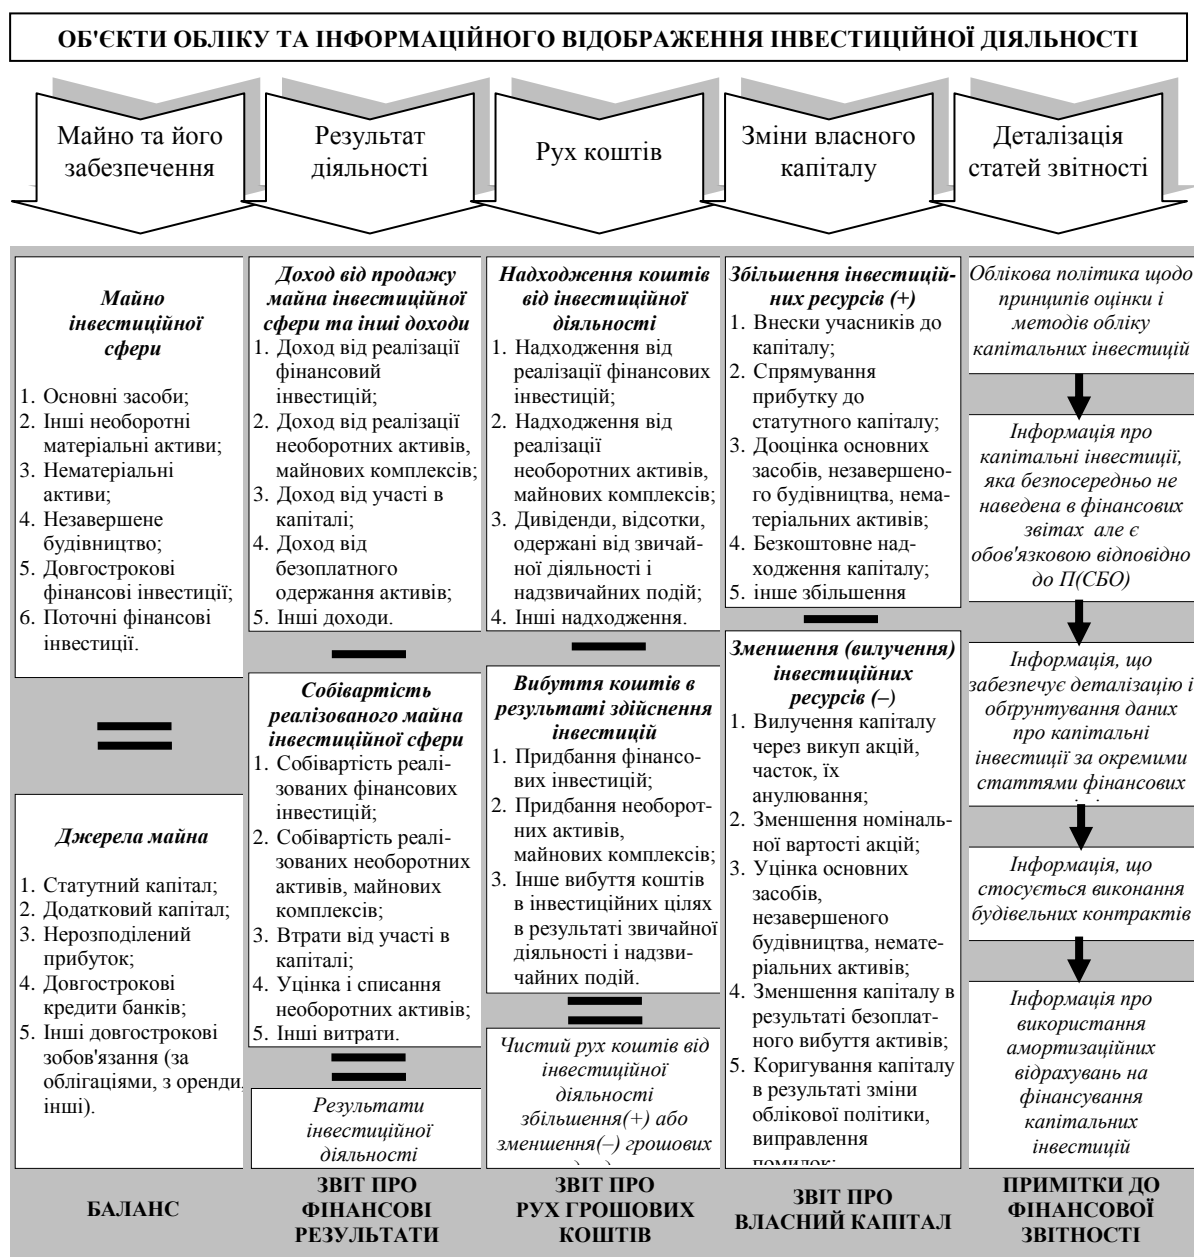 ОБ'ЄКТИ ОБЛІКУ ТА ІНФОРМАЦІЙНОГО ВІДОБРАЖЕННЯ ІНВЕСТИЦІЙНОЇ ДІЯЛЬНОСТІ
Майно та його
забезпечення
Результат
діяльності
Рух коштів
Зміни власного
капіталу
Деталізація
статей звітності
Майно
інвестиційної
сфери
1. Основні засоби;
2. Інші необоротні
матеріальні активи;
3. Нематеріальні
активи;
4. Незавершене
будівництво;
5. Довгострокові
фінансові інвестиції;
6. Поточні фінансові
інвестиції.
Джерела майна
1. Статутний капітал;
2. Додатковий капітал;
3. Нерозподілений
прибуток;
4. Довгострокові
кредити банків;
5. Інші довгострокові
зобов'язання (за
облігаціями, з оренди,
інші).
БАЛАНС
Доход від продажу
майна інвестиційної
сфери та інші доходи
1. Доход від реалізації
фінансовий
інвестицій;
2. Доход від реалізації
необоротних активів,
майнових комплексів;
3. Доход від участі в
капіталі;
4. Доход від
безоплатного
одержання активів;
5. Інші доходи.
Собівартість
реалізованого майна
інвестиційної сфери
1. Собівартість реалі-
зованих фінансових
інвестицій;
2. Собівартість реалі-
зованих необоротних
активів, майнових
комплексів;
3. Втрати від участі в
капіталі;
4. Уцінка і списання
необоротних активів;
5. Інші витрати.
Результати
інвестиційної
діяльності
ЗВІТ ПРО
ФІНАНСОВІ
РЕЗУЛЬТАТИ
Надходження коштів
від інвестиційної
діяльності
1. Надходження від
реалізації фінансових
інвестицій;
2. Надходження від
реалізації
необоротних активів,
майнових комплексів;
3. Дивіденди, відсотки,
одержані від звичай-
ної діяльності і
надзвичайних подій;
4. Інші надходження.
Вибуття коштів в
результаті здійснення
інвестицій
1. Придбання фінансо-
вих інвестицій;
2. Придбання необорот-
них активів,
майнових комплексів;
3. Інше вибуття коштів
в інвестиційних цілях
в результаті звичайної
діяльності і надзви-
чайних подій.
Чистий рух коштів від
інвестиційної
діяльності
збільшення(+) або
зменшення(–) грошових
ЗВІТ ПРО
РУХ ГРОШОВИХ
КОШТІВ
Збільшення інвестицій-
них ресурсів (+)
1. Внески учасників до
капіталу;
2. Спрямування
прибутку до
статутного капіталу;
3. Дооцінка основних
засобів, незавершено-
го будівництва, нема-
теріальних активів;
4. Безкоштовне над-
ходження капіталу;
5. інше збільшення
Зменшення (вилучення)
інвестиційних
ресурсів (–)
1. Вилучення капіталу
через викуп акцій,
часток, їх
анулювання;
2. Зменшення номіналь-
ної вартості акцій;
3. Уцінка основних
засобів,
незавершеного
будівництва, немате-
ріальних активів;
4. Зменшення капіталу в
результаті безоплат-
ного вибуття активів;
5. Коригування капіталу
в результаті зміни
облікової політики,
виправлення
помилок;
ЗВІТ ПРО
ВЛАСНИЙ КАПІТАЛ
Облікова політика щодо
принципів оцінки і
методів обліку
капітальних інвестиції
Інформація про
капітальні інвестиції,
яка безпосередньо не
наведена в фінансових
звітах але є
обов'язковою відповідно
до П(СБО)
Інформація, що
забезпечує деталізацію і
обґрунтування даних
про капітальні
інвестиції за окремими
статтями фінансових
Інформація, що
стосується виконання
будівельних контрактів
Інформація про
використання
амортизаційних
відрахувань на
фінансування
капітальних
інвестицій
ПРИМІТКИ ДО
ФІНАНСОВОЇ
ЗВІТНОСТІ